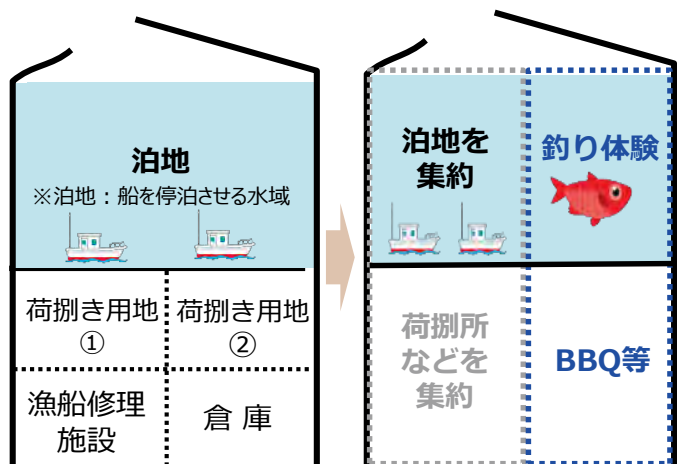 泊地
※泊地：船を停泊させる水域
荷捌き用地
①
荷捌き用地
②
漁船修理
施設
倉 庫
泊地を
集約
釣り体験
荷捌所
などを
集約
BBQ等